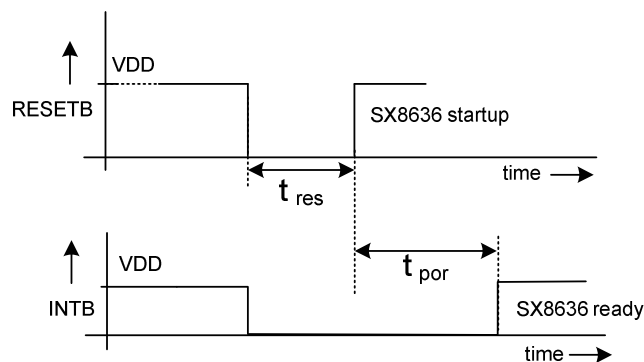 VDD
RESETB
SX8636 startup
time
t res
VDD
t por
INTB
SX8636 ready
time